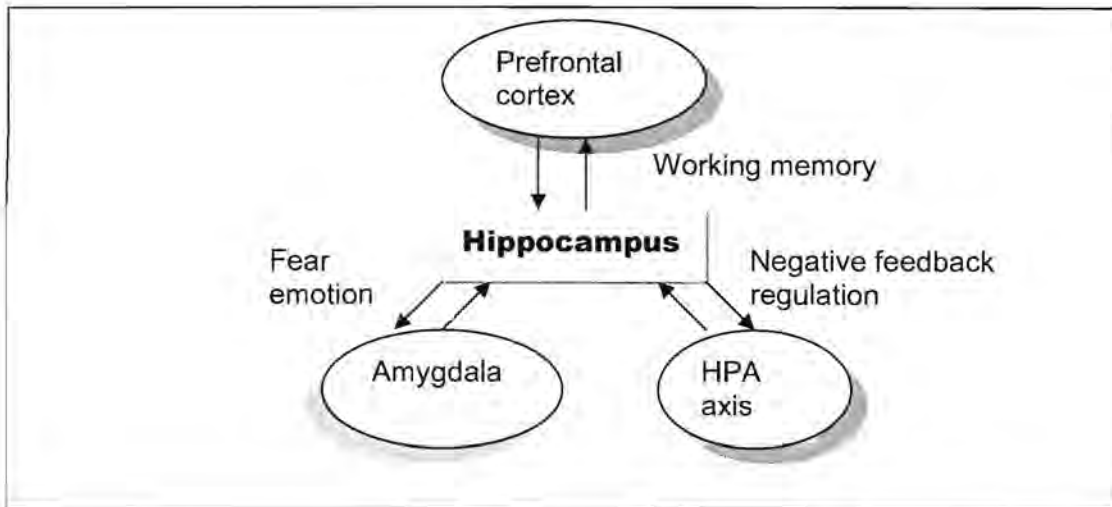 Prefrontal
cortex
Working memory
Hippocampus
Fear
emotion
Negative feedback
regulation
Amygdala
HPA
axis